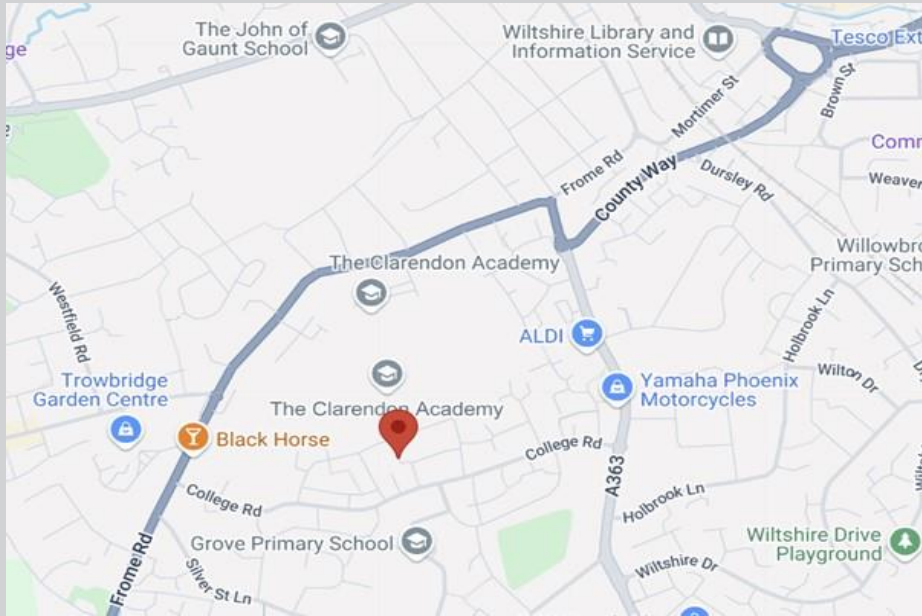 The John of
Gaunt School
Wiltshire Library and
Information Service
Tesco Ext
ge
Mortimer St
Brown St
Comm
Frome Rd
County Way
Dursley Rd
Weaver
Willowbro
Primary Sch
The Clarendon Academy
Westfield Rd
Holbrook Ln
ALDI
Trowbridge
Garden Centre
Yamaha Phoenix
Motorcycles
Wilton Dr
The Clarendon Academy
Black Horse
College Rd
A363
College Rd
Holbrook Ln
Grove Primary School
Wiltshire Drive
Playground
Silver St Ln
Wiltshire Dr
Frome Rd